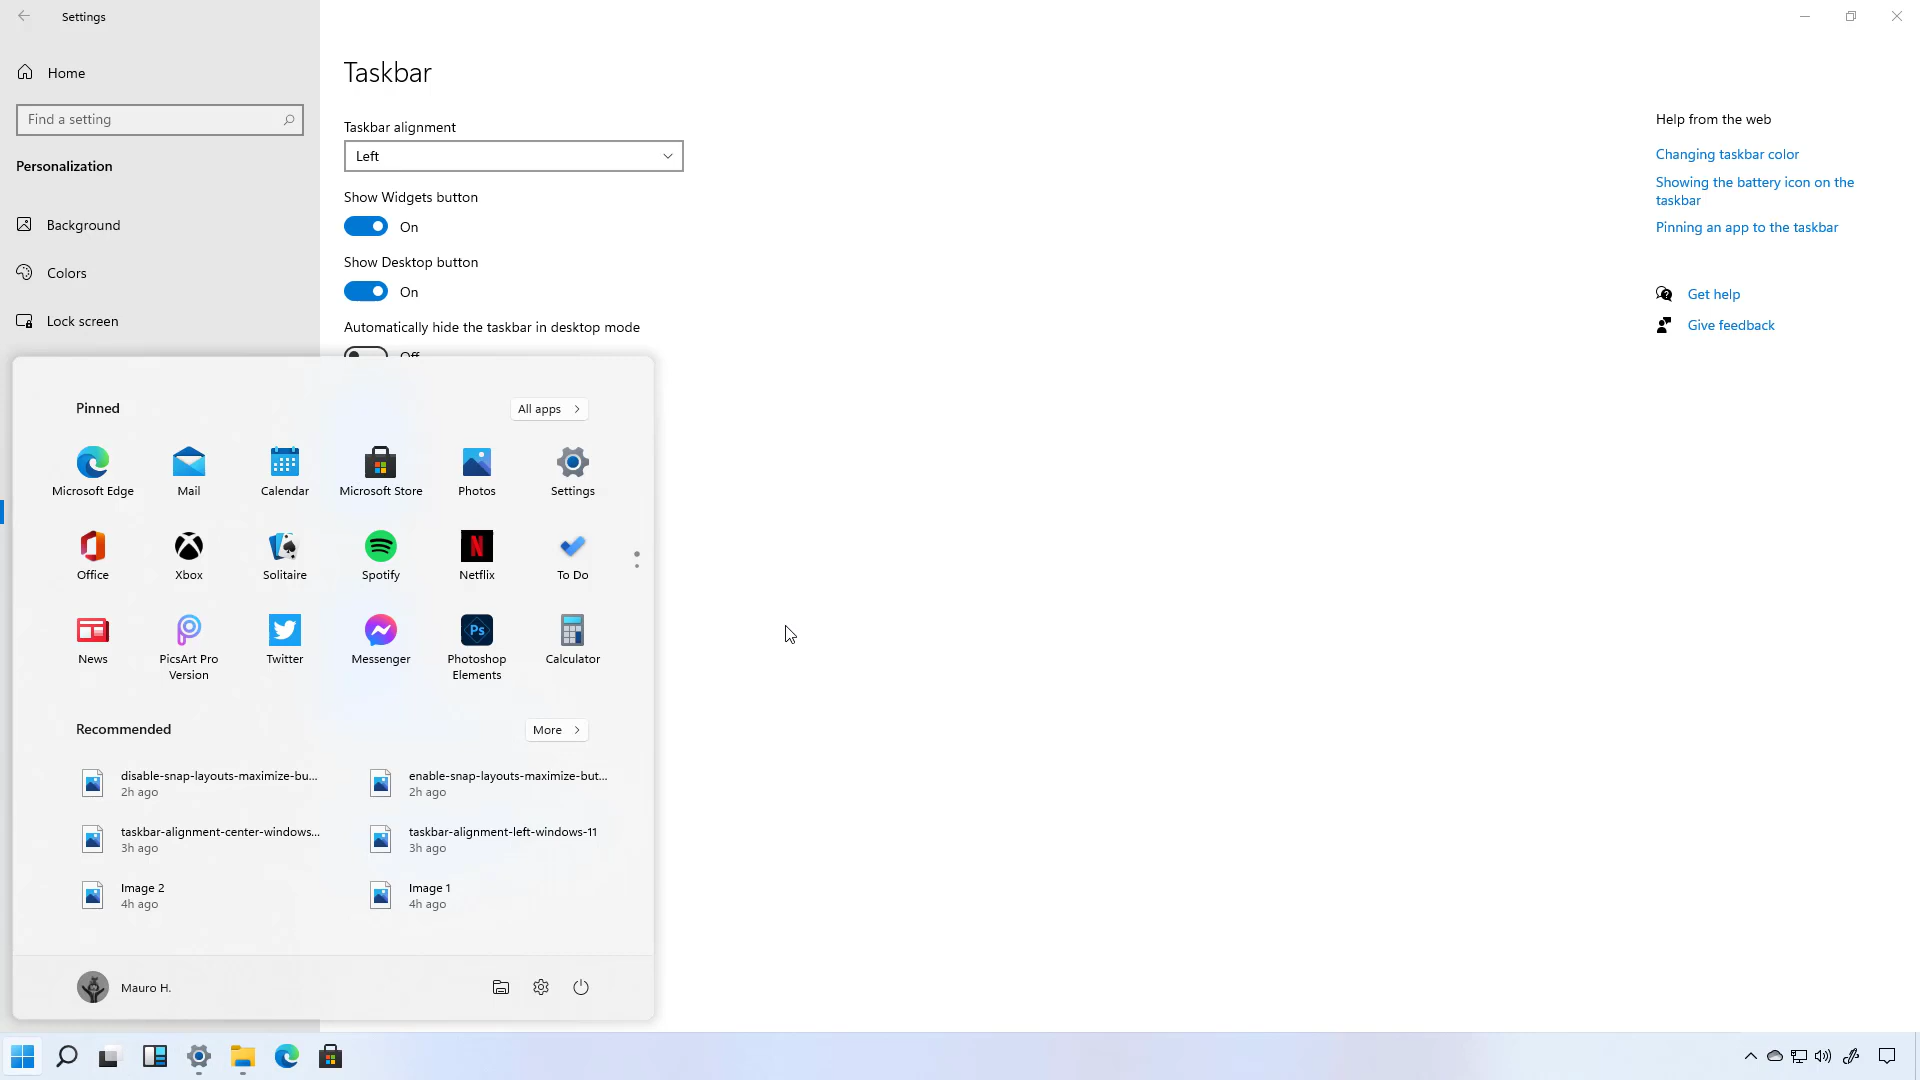 Settings
Home
Find a setting
Personalization
Background
Colors
Lock screen
Taskbar
Taskbar alignment
Left
Show Widgets button
On
Show Desktop button
On
Automatically hide the taskbar in desktop mode
Off
Help from the web
Changing taskbar color
Showing the battery icon on the
taskbar
Pinning an app to the taskbar
Get help
Give feedback
Pinned
All apps
Microsoft Edge
Mail
Calendar
Microsoft Store
Photos
Settings
Office
Xbox
Solitaire
Spotify
Netflix
To Do
News
PicsArt Pro
Version
Twitter
Messenger
Ps
Photoshop
Elements
Calculator
Recommended
More
disable-snap-layouts-maximize-bu...
2h ago
enable-snap-layouts-maximize-but...
2h ago
taskbar-alignment-center-windows...
3h ago
taskbar-alignment-left-windows-11
3h ago
Image 2
4h ago
Image 1
4h ago
Mauro H.